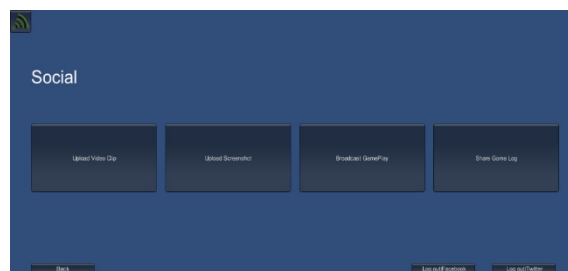 Social
Upload Video Clip
Upload Screenshot
Broadcast GamePlay
Share Game Log
Back
Log out(Facebook
Log out(Twitter